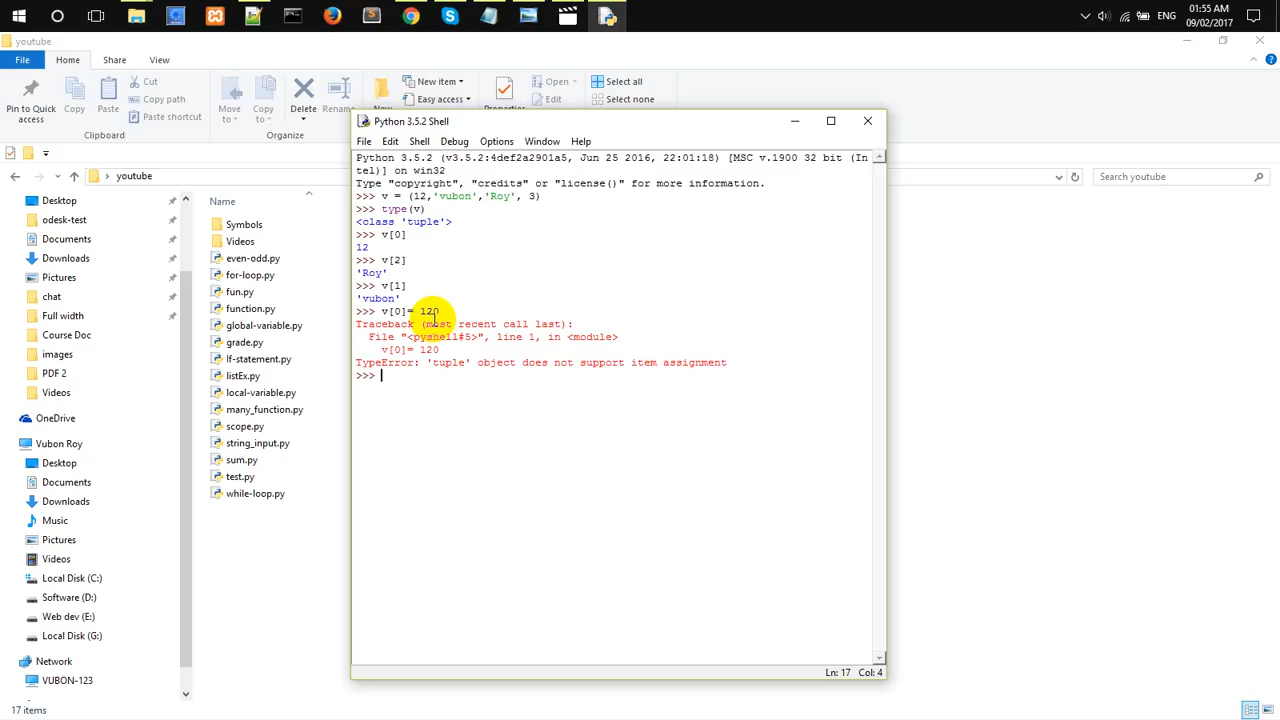 01:55 AM
ENG
09/02/2017
youtube
File
Home
Share
View
Pin to Quick access
Copy
Paste
Cut
Copy path
Paste shortcut
Clipboard
Move to
Copy to
Delete
Rename
Organize
New
New item
Easy access
Properties
Open
Edit
Select all
Select none
youtube
Search youtube
Desktop
odesk-test
Documents
Downloads
Pictures
chat
Full width
Course Doc
images
PDF 2
Videos
OneDrive
Vubon Roy
Desktop
Documents
Downloads
Music
Pictures
Videos
Local Disk (C:)
Software (D:)
Web dev (E:)
Local Disk (G:)
Network
VUBON-123
17 items
Name
Symbols
Videos
even-odd.py
for-loop.py
fun.py
function.py
global-variable.py
grade.py
If-statement.py
listEx.py
local-variable.py
many_function.py
scope.py
string_input.py
sum.py
test.py
while-loop.py
Python 3.5.2 Shell
File Edit Shell Debug Options Window Help
Python 3.5.2 (v3.5.2:4def2a2901a5, Jun 25 2016, 22:01:18) [MSC v.1900 32 bit (In
tel)] on win32
Type "copyright", "credits" or "license()" for more information.
>>> v = (12,'vubon','Roy', 3)
>>> type(v)
<class 'tuple'>
>>> v[0]
12
>>> v[2]
'Roy'
>>> v[1]
'vubon'
>>> v[0]= 120
Traceback (most recent call last):
File "<pyshell#5>", line 1, in <module>
v[0]= 120
TypeError: 'tuple' object does not support item assignment
>>>
Ln: 17 Col: 4